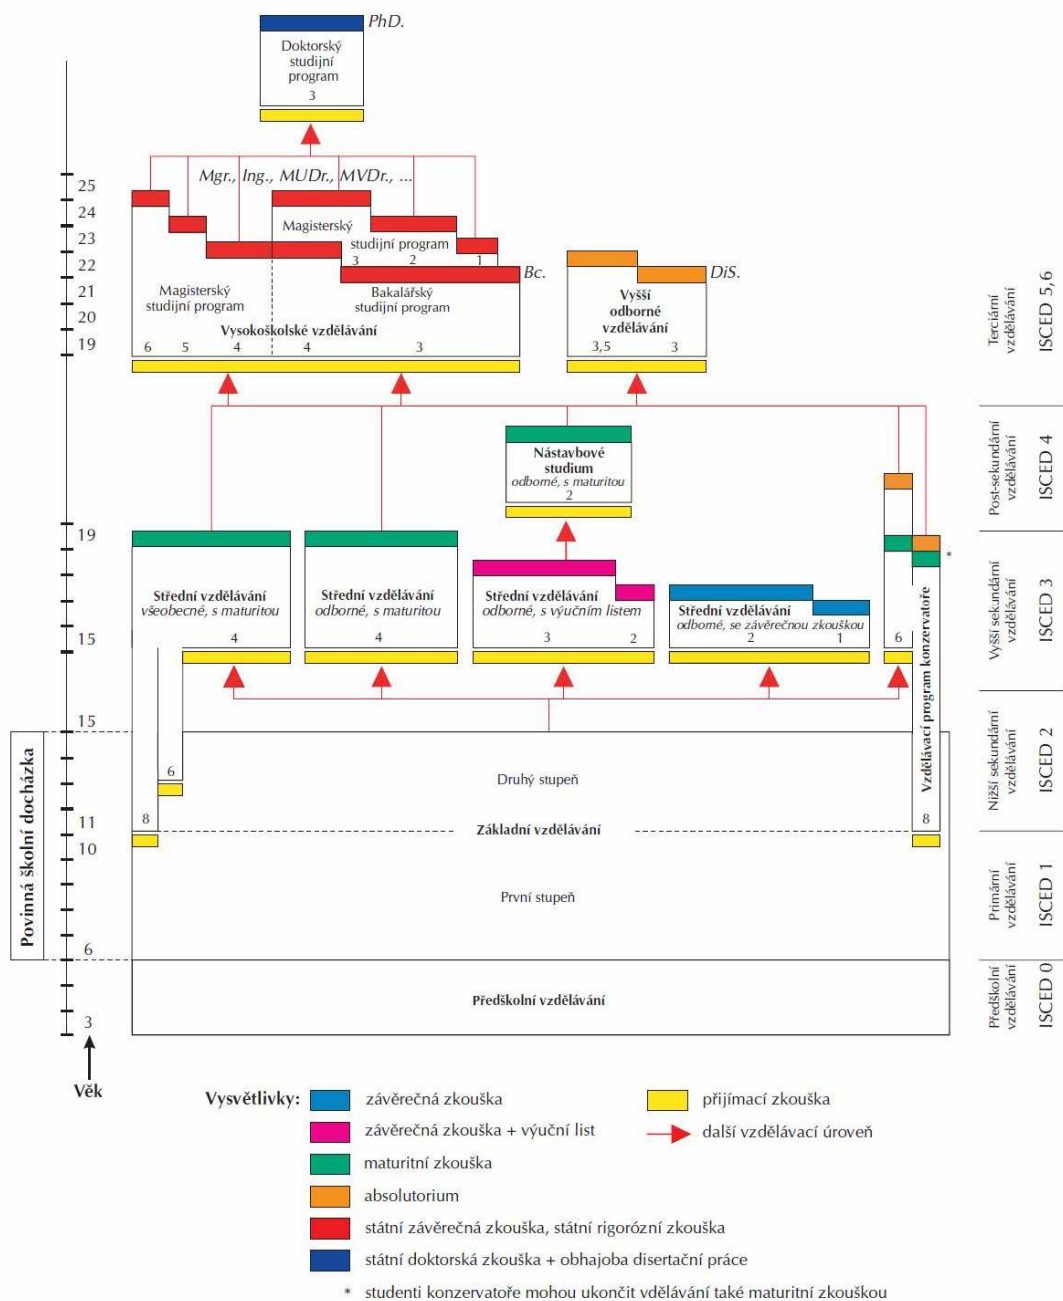 PhD.
Doktorský
studijní
program
3
Mgr., Ing., MUDr., MVDr., ...
25
24
23
22
21
20
19
Magisterský
studijní program
3 2 1
Bc.
Magisterský
studijní program
Bakalářský
studijní program
Vysokoškolské vzdělávání
6 5 4 4 3
DiS.
Vyšší
odborné
vzdělávání
3,5 3
Terciární
vzdělávání
ISCED 5, 6
Nástavbové
studium
odborné, s maturitou
2
Post-sekundární
vzdělávání
ISCED 4
19
15
Střední vzdělávání
všeobecné, s maturitou
4
Střední vzdělávání
odborné, s maturitou
4
Střední vzdělávání
odborné, s výučním listem
3 2
Střední vzdělávání
odborné, se závěrečnou zkouškou
2 1
6
*
Vzdělávací program konzervatoře
8
Vyšší sekundární
vzdělávání
ISCED 3
Povinná školní docházka
15
11
10
6
3
6
8
Druhý stupeň
Základní vzdělávání
První stupeň
Předškolní vzdělávání
Nižší sekundární
vzdělávání
ISCED 2
Primární
vzdělávání
ISCED 1
Předškolní
vzdělávání
ISCED 0
Věk
Vysvětlivky:
závěrečná zkouška
závěrečná zkouška + výuční list
maturitní zkouška
absolutorium
státní závěrečná zkouška, státní rigorózní zkouška
státní doktorská zkouška + obhajoba disertační práce
* studenti konzervatoře mohou ukončit vdělávání také maturitní zkouškou
přijímací zkouška
další vzdělávací úroveň